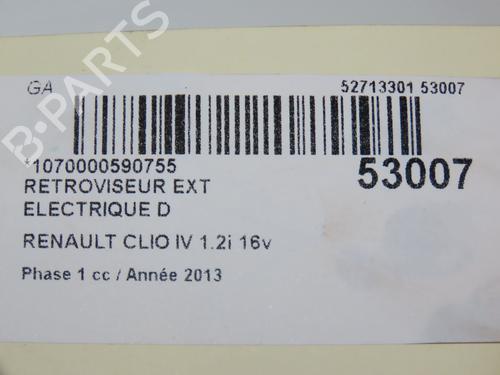 GA
52713301 53007
*1070000590755
53007
RETROVISEUR EXT
ELECTRIQUE D
RENAULT CLIO IV 1.2i 16v
Phase 1 cc / Année 2013
B-PARTS